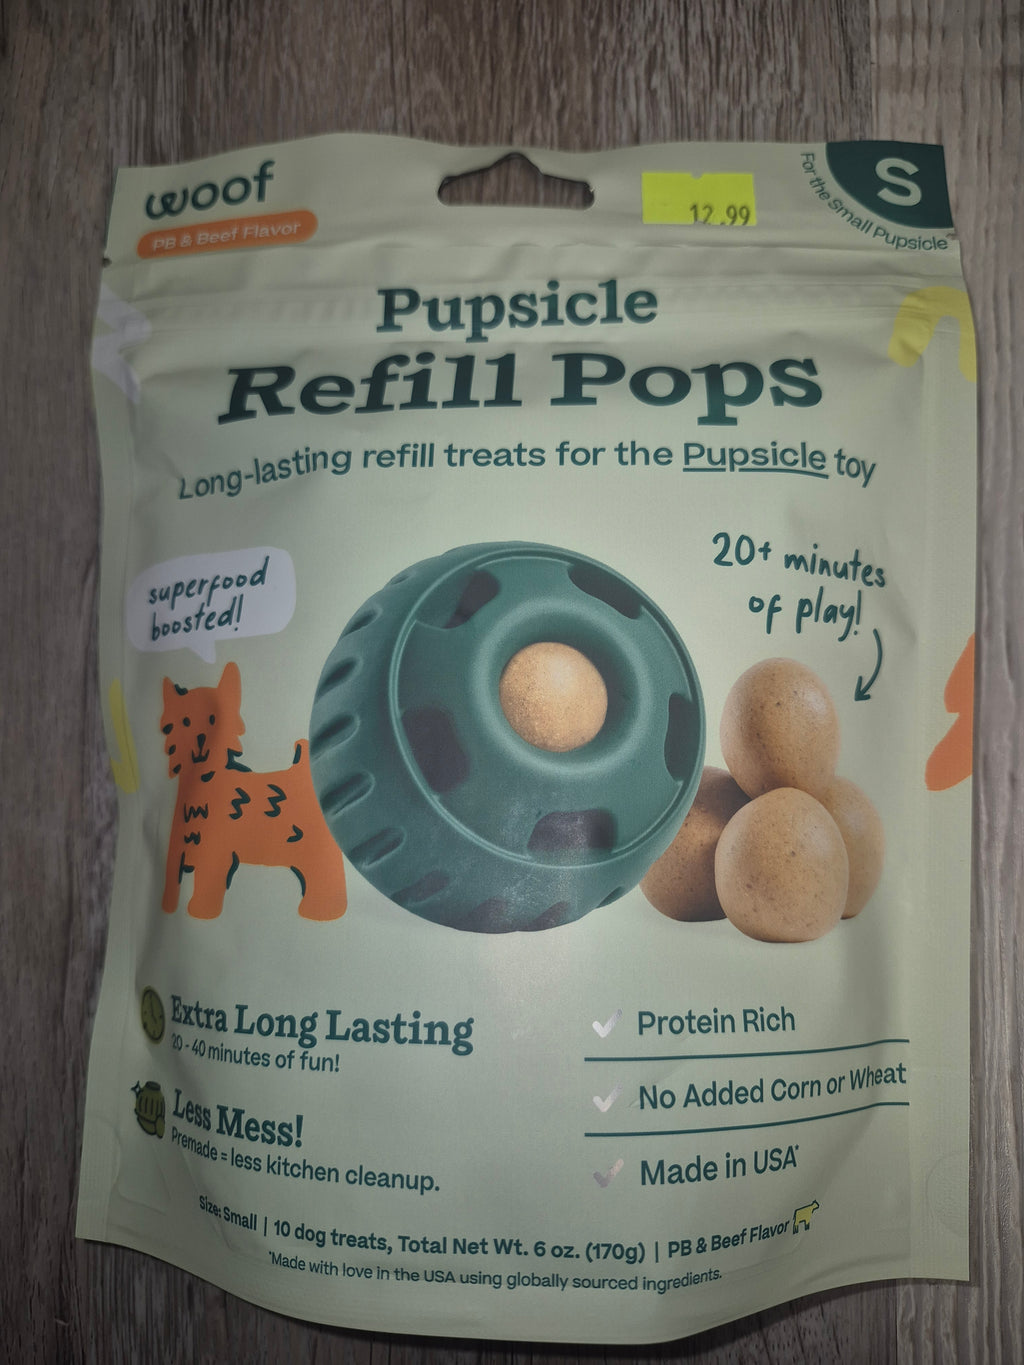 woof
PB & Beef Flavor
12.99
S
For the Small Pupsicle
Pupsicle
Refill Pops
Long-lasting refill treats for the Pupsicle toy
superfood
boosted!
20+ minutes
of play!
Extra Long Lasting
20-40 minutes of fun!
Less Mess!
Premade = less kitchen cleanup.
Protein Rich
No Added Corn or Wheat
Made in USA*
Size: Small | 10 dog treats, Total Net Wt. 6 oz. (170g) | PB & Beef Flavor
*Made with love in the USA using globally sourced ingredients.